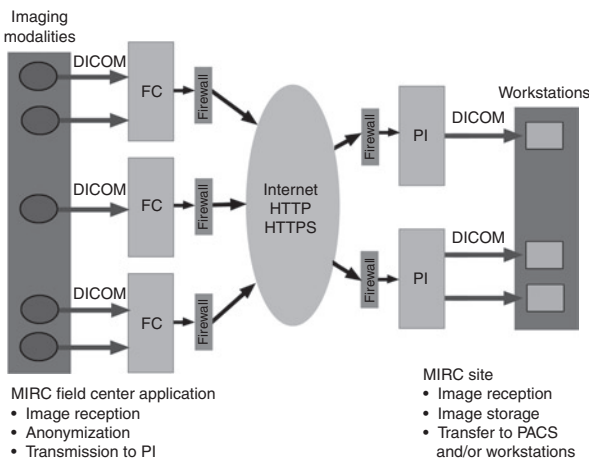 Imaging
modalities
DICOM
FC
Firewall
DICOM
FC
Firewall
DICOM
FC
Firewall
Internet
HTTP
HTTPS
Firewall
PI
DICOM
Workstations
Firewall
PI
DICOM
MIRC field center application
• Image reception
• Anonymization
• Transmission to PI
MIRC site
• Image reception
• Image storage
• Transfer to PACS
and/or workstations